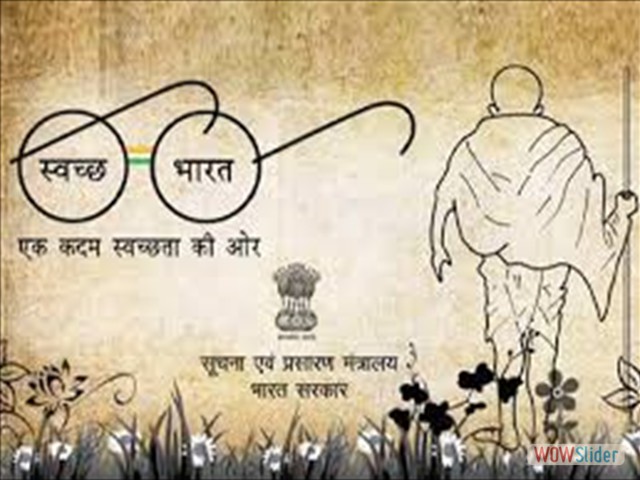 स्वच्छ भारत
एक कदम स्वच्छता की ओर
सूचना एवं प्रसारण मंत्रालय
भारत सरकार
WOWSlider